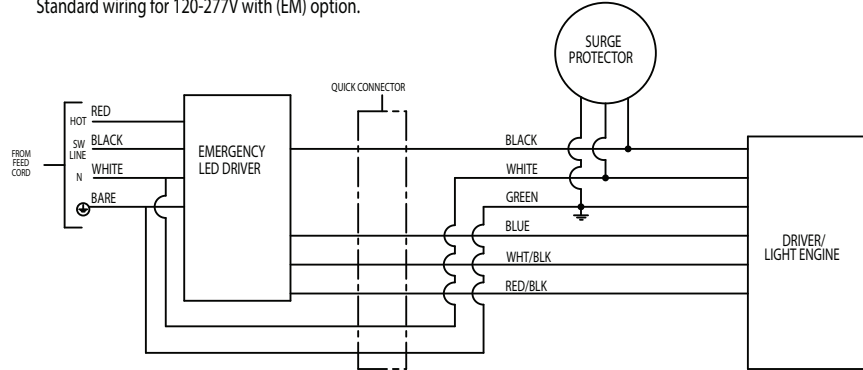 Standard wiring for 120-277V with (EM) option.
SURGE
PROTECTOR
QUICK CONNECTOR
FROM
FEED
CORD
HOT
RED
SW
LINE
BLACK
N
WHITE
BARE
EMERGENCY
LED DRIVER
BLACK
WHITE
GREEN
BLUE
WHT/BLK
RED/BLK
DRIVER/
LIGHT ENGINE